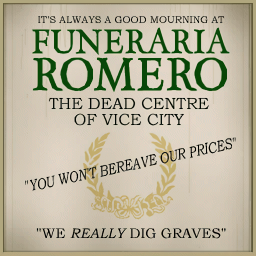 IT'S ALWAYS A GOOD MOURNING AT
FUNERARIA
ROMERO
THE DEAD CENTRE
OF VICE CITY
"YOU WON'T BEREAVE OUR PRICES"
"WE REALLY DIG GRAVES"